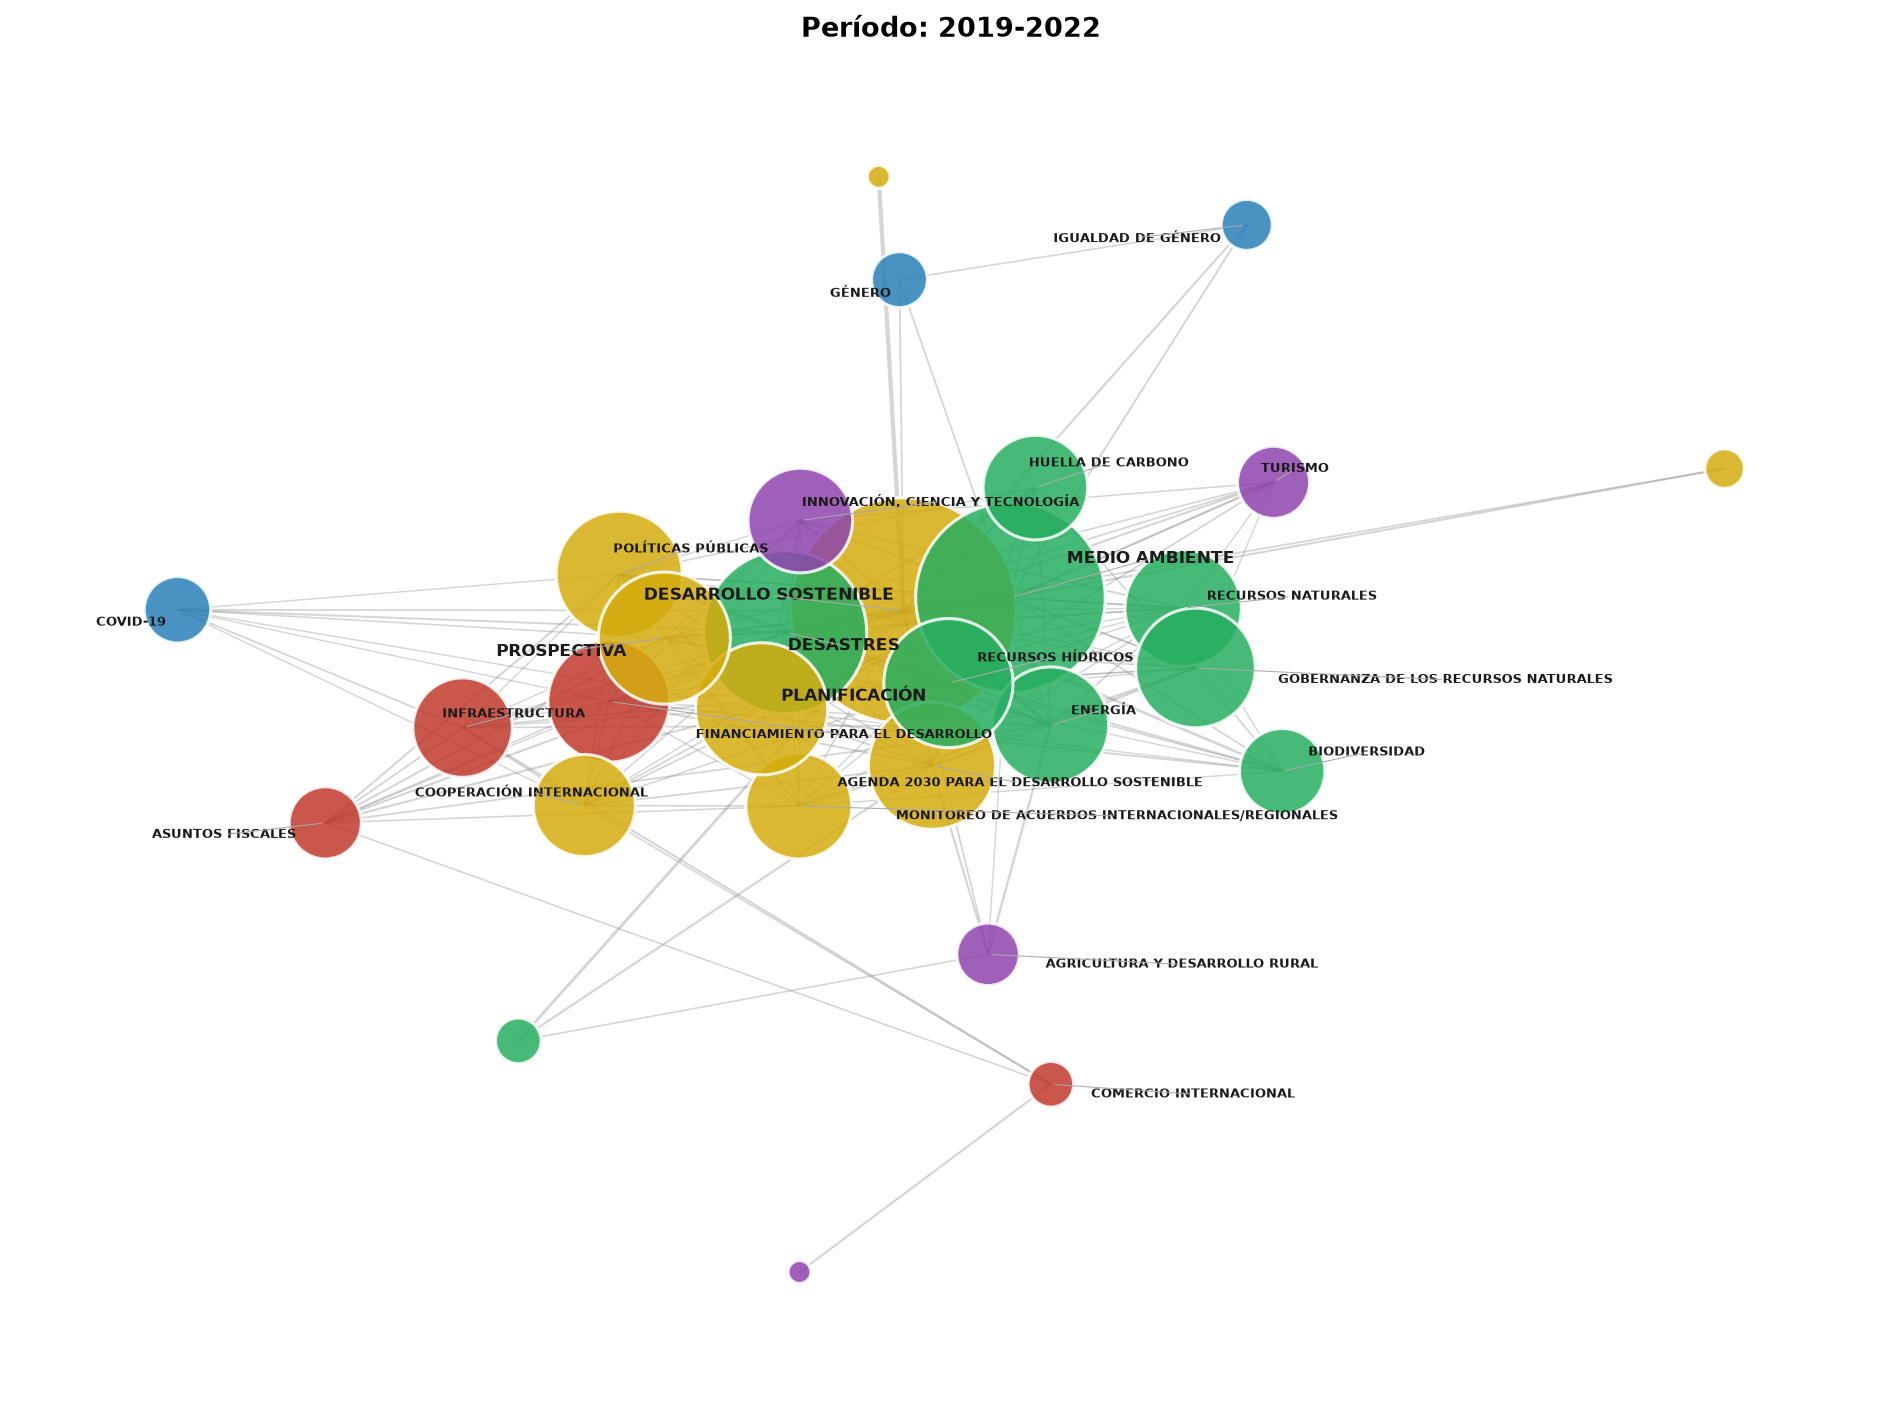 Período: 2019-2022
IGUALDAD DE GÉNERO
GÉNERO
HUELLA DE CARBONO
TURISMO
INNOVACIÓN, CIENCIA Y TECNOLOGÍA
POLÍTICAS PÚBLICAS
MEDIO AMBIENTE
DESARROLLO SOSTENIBLE
RECURSOS NATURALES
COVID-19
DESASTRES
PROSPECTIVA
RECURSOS HÍDRICOS
GOBERNANZA DE LOS RECURSOS NATURALES
PLANIFICACIÓN
ENERGÍA
INFRAESTRUCTURA
FINANCIAMIENTO PARA EL DESARROLLO
BIODIVERSIDAD
AGENDA 2030 PARA EL DESARROLLO SOSTENIBLE
COOPERACIÓN INTERNACIONAL
MONITOREO DE ACUERDOS INTERNACIONALES/REGIONALES
ASUNTOS FISCALES
AGRICULTURA Y DESARROLLO RURAL
COMERCIO INTERNACIONAL